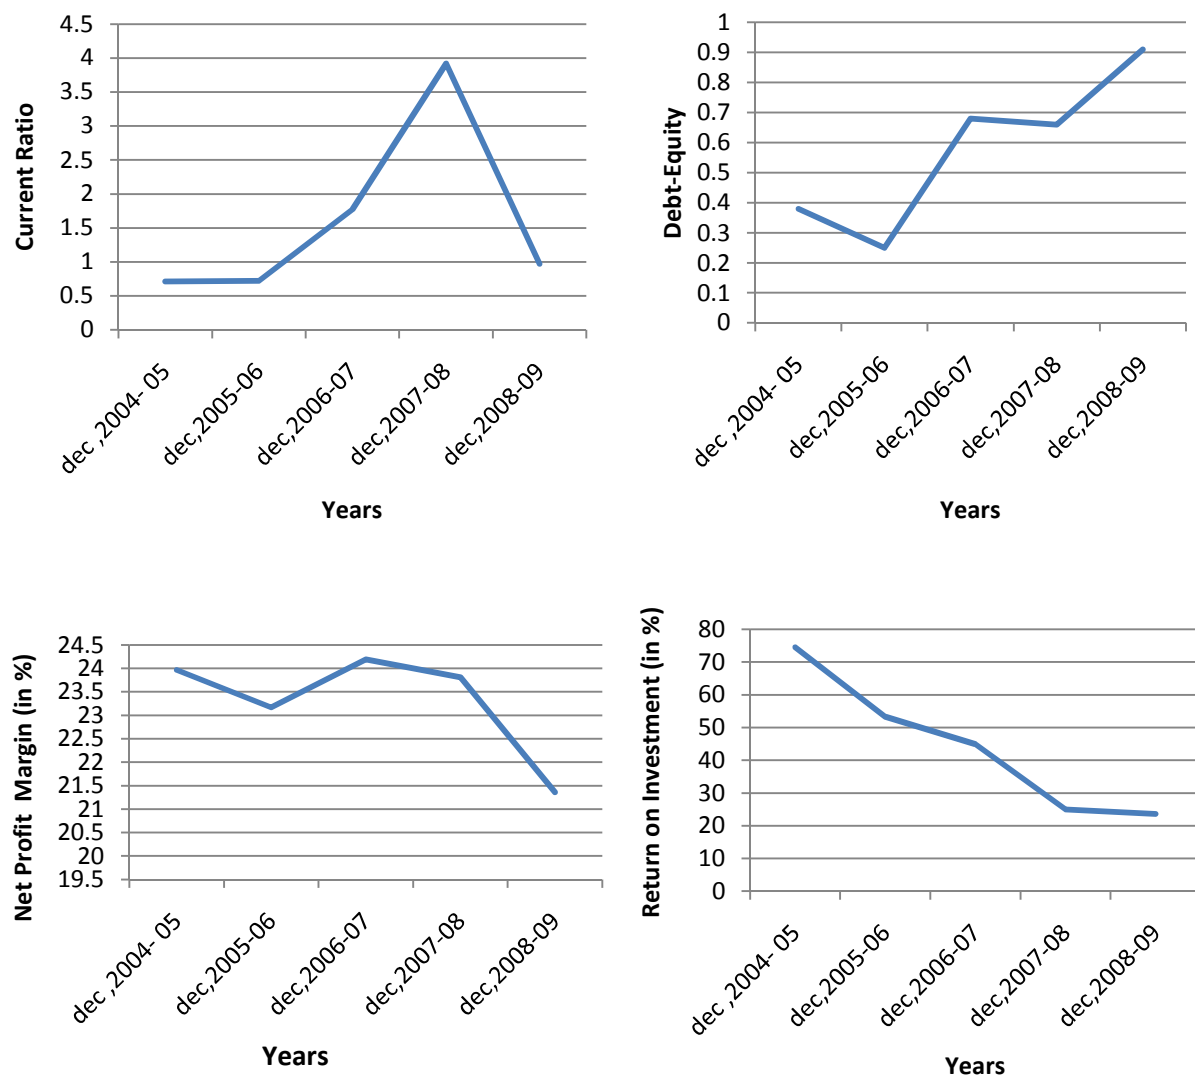 Current Ratio
4.5
4
3.5
3
2.5
2
1.5
1
0.5
0
dec ,2004- 05
dec,2005-06
dec,2006-07
dec,2007-08
dec,2008-09
Years
Debt-Equity
1
0.9
0.8
0.7
0.6
0.5
0.4
0.3
0.2
0.1
0
dec ,2004- 05
dec,2005-06
dec,2006-07
dec,2007-08
dec,2008-09
Years
Net Profit Margin (in %)
24.5
24
23.5
23
22.5
22
21.5
21
20.5
20
19.5
dec ,2004- 05
dec,2005-06
dec,2006-07
dec,2007-08
dec,2008-09
Years
Return on Investment (in %)
80
70
60
50
40
30
20
10
0
dec ,2004- 05
dec,2005-06
dec,2006-07
dec,2007-08
dec,2008-09
Years